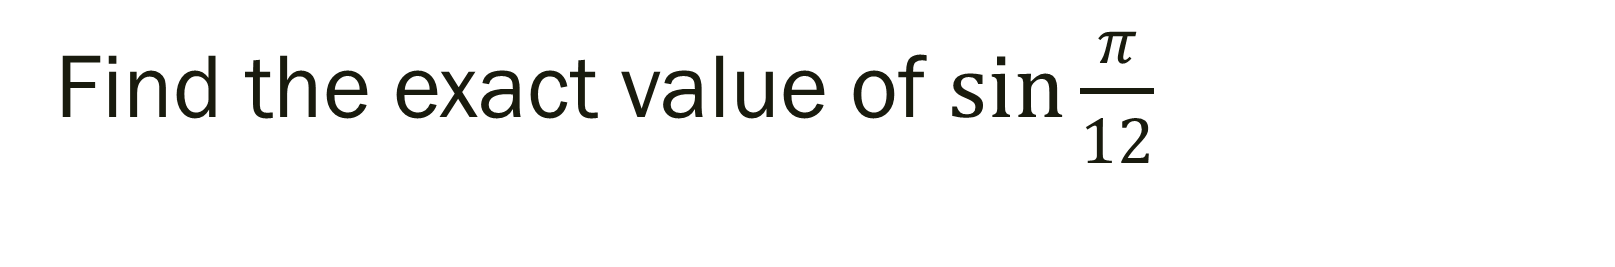 Find the exact value of sin π/12